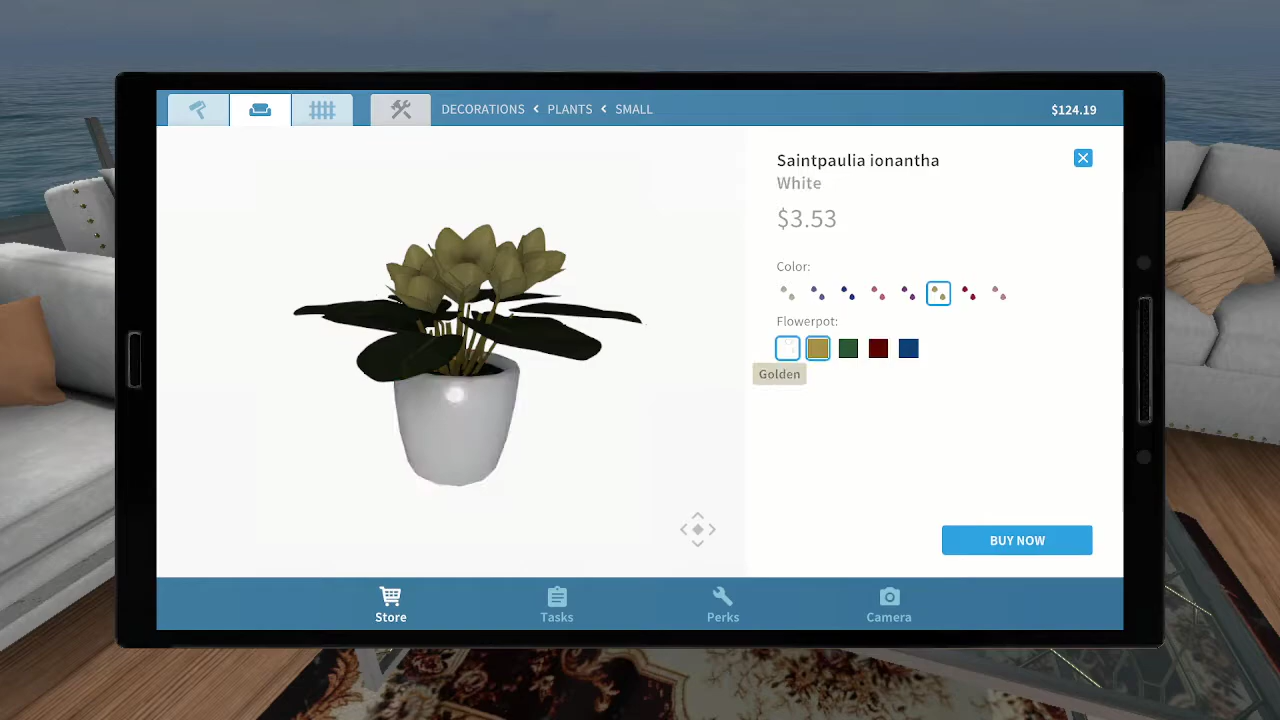 DECORATIONS < PLANTS < SMALL
$124.19
Saintpaulia ionantha
White
$3.53
Color:
Flowerpot:
Golden
BUY NOW
Store
Tasks
Perks
Camera